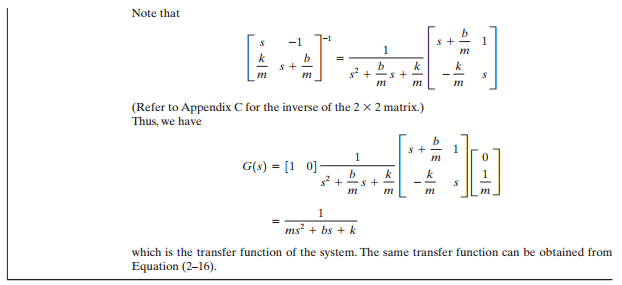 Note that
\begin{bmatrix} s & -1 \\ \frac{k}{m} & s + \frac{b}{m} \end{bmatrix}^{-1} = \frac{1}{s^2 + \frac{b}{m}s + \frac{k}{m}} \begin{bmatrix} s + \frac{b}{m} & 1 \\ -\frac{k}{m} & s \end{bmatrix}
(Refer to Appendix C for the inverse of the 2 × 2 matrix.)
Thus, we have
G(s) = [1 \quad 0] \frac{1}{s^2 + \frac{b}{m}s + \frac{k}{m}} \begin{bmatrix} s + \frac{b}{m} & 1 \\ -\frac{k}{m} & s \end{bmatrix} \begin{bmatrix} 0 \\ \frac{1}{m} \end{bmatrix}
= \frac{1}{ms^2 + bs + k}
which is the transfer function of the system. The same transfer function can be obtained from
Equation (2–16).